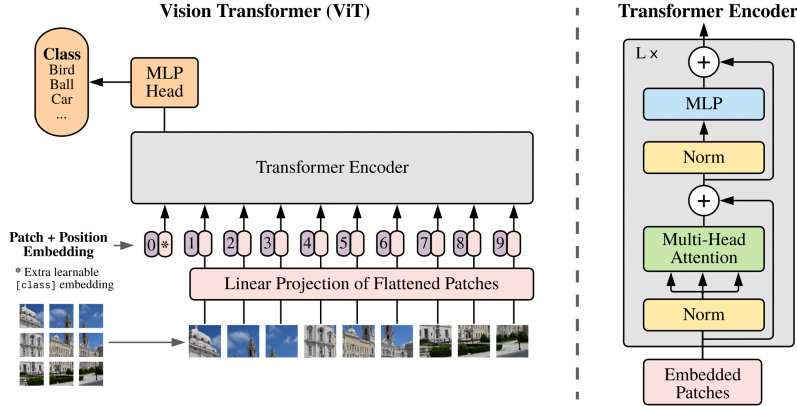 Vision Transformer (ViT)
Class
Bird
Ball
Car
...
MLP
Head
Transformer Encoder
Patch + Position
Embedding
0 * 1 2 3 4 5 6 7 8 9
* Extra learnable
[class] embedding
Linear Projection of Flattened Patches
Transformer Encoder
L ×
+
MLP
Norm
+
Multi-Head
Attention
Norm
Embedded
Patches